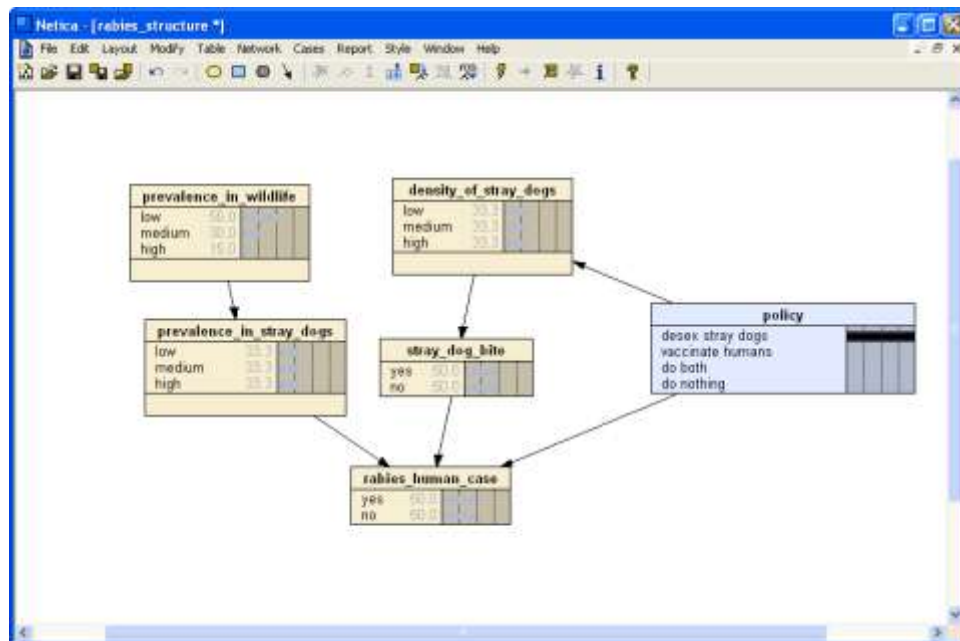 Netica - [rabies_structure *]
File Edit Layout Modify Table Network Cases Report Style Window Help
prevalence_in_wildlife
low 50.0
medium 30.0
high
density_of_stray_dogs
low 33.3
medium 33.3
high 33.3
prevalence_in_stray_dogs
low 33.3
medium 33.3
high 33.3
stray_dog_bite
yes 50.0
no 50.0
policy
desex stray dogs
vaccinate humans
do both
do nothing
rabies_human_case
yes 50.0
no 50.0